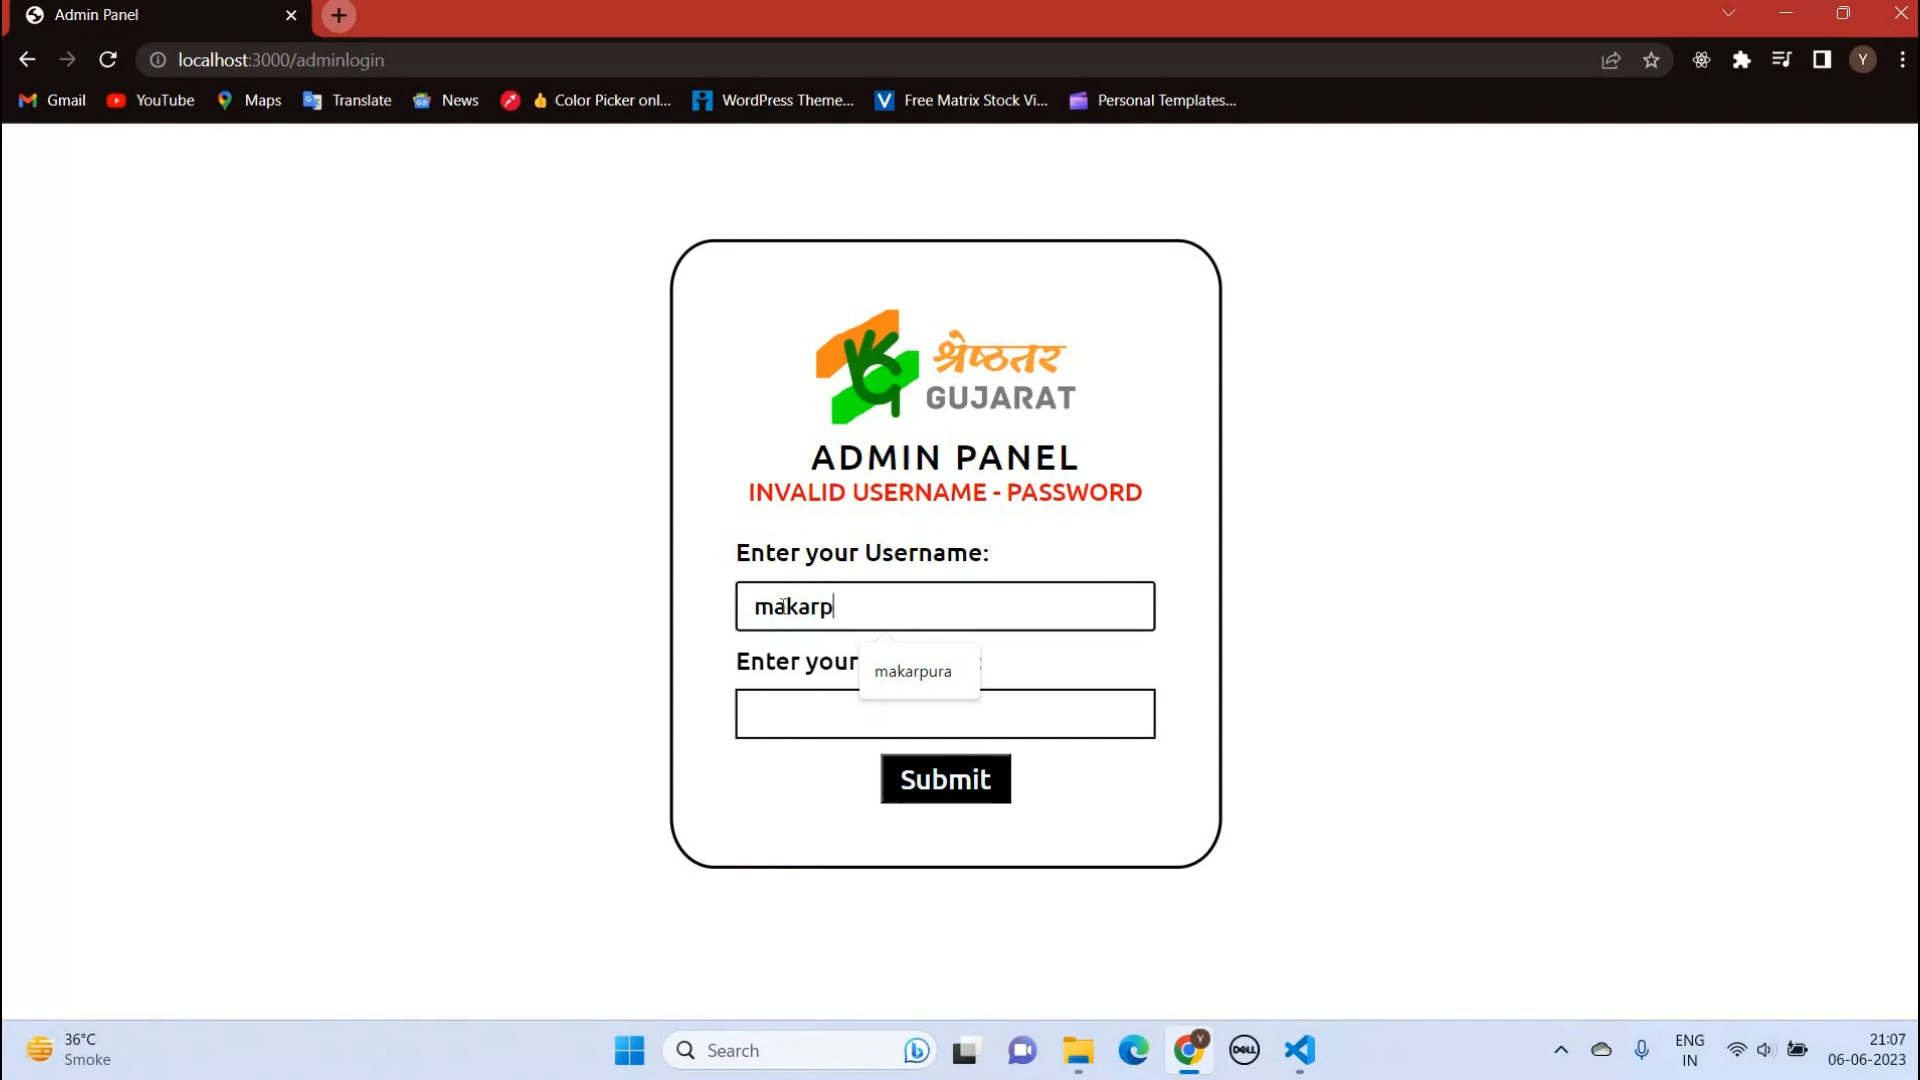 Admin Panel
localhost:3000/adminlogin
Y
Gmail
YouTube
Maps
Translate
News
Color Picker onl...
WordPress Theme...
Free Matrix Stock Vi...
Personal Templates...
श्रेष्ठतर
GUJARAT
ADMIN PANEL
INVALID USERNAME - PASSWORD
Enter your Username:
makarp
Enter your :
makarpura
Submit
36°C
Smoke
Search
Y
DELL
ENG
IN
21:07
06-06-2023